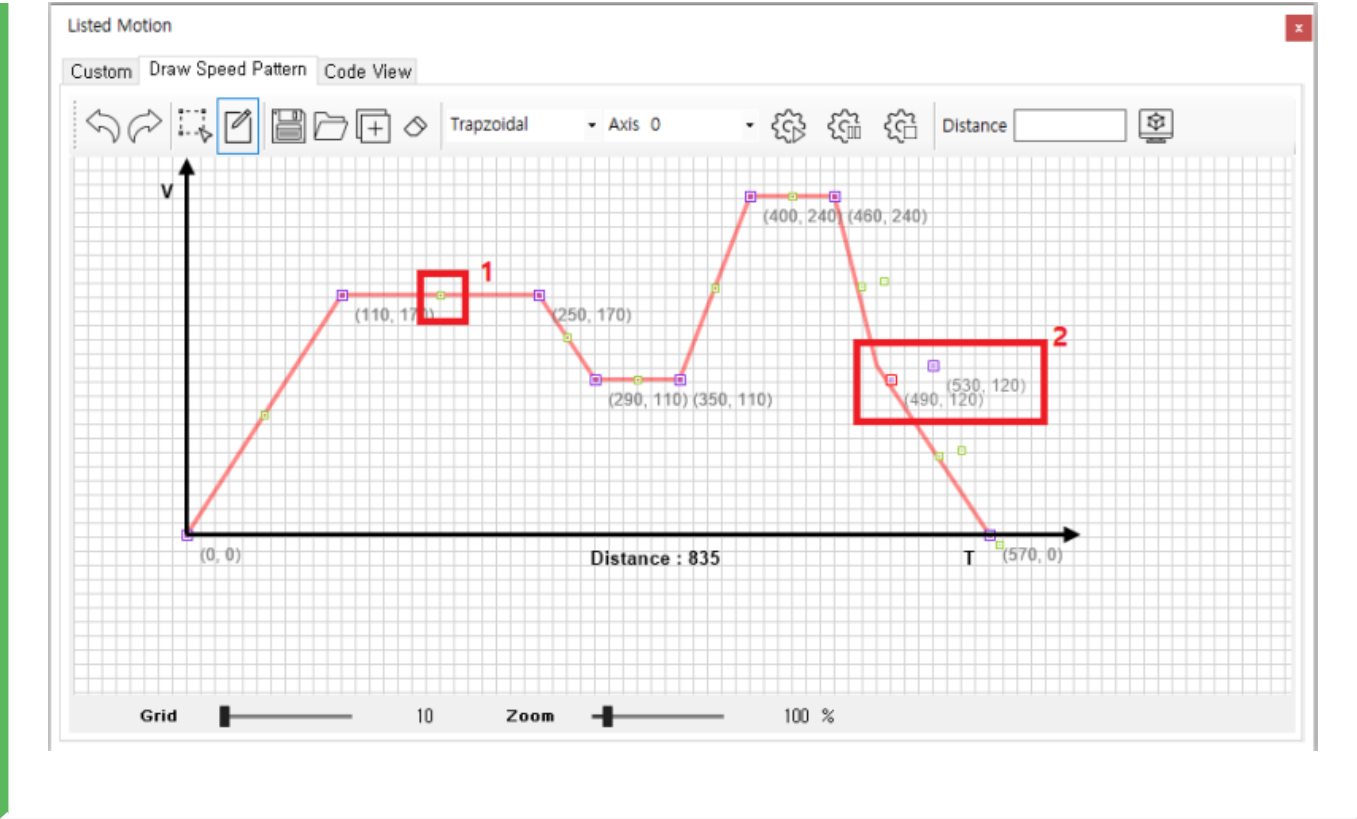 Listed Motion
x
Custom Draw Speed Pattern Code View
Trapzoidal Axis 0 Distance
V
(400, 240) (460, 240)
1
(110, 170) (250, 170)
2
(530, 120)
(290, 110) (350, 110) (490, 120)
(0, 0) Distance : 835 T (570, 0)
Grid 10 Zoom 100 %